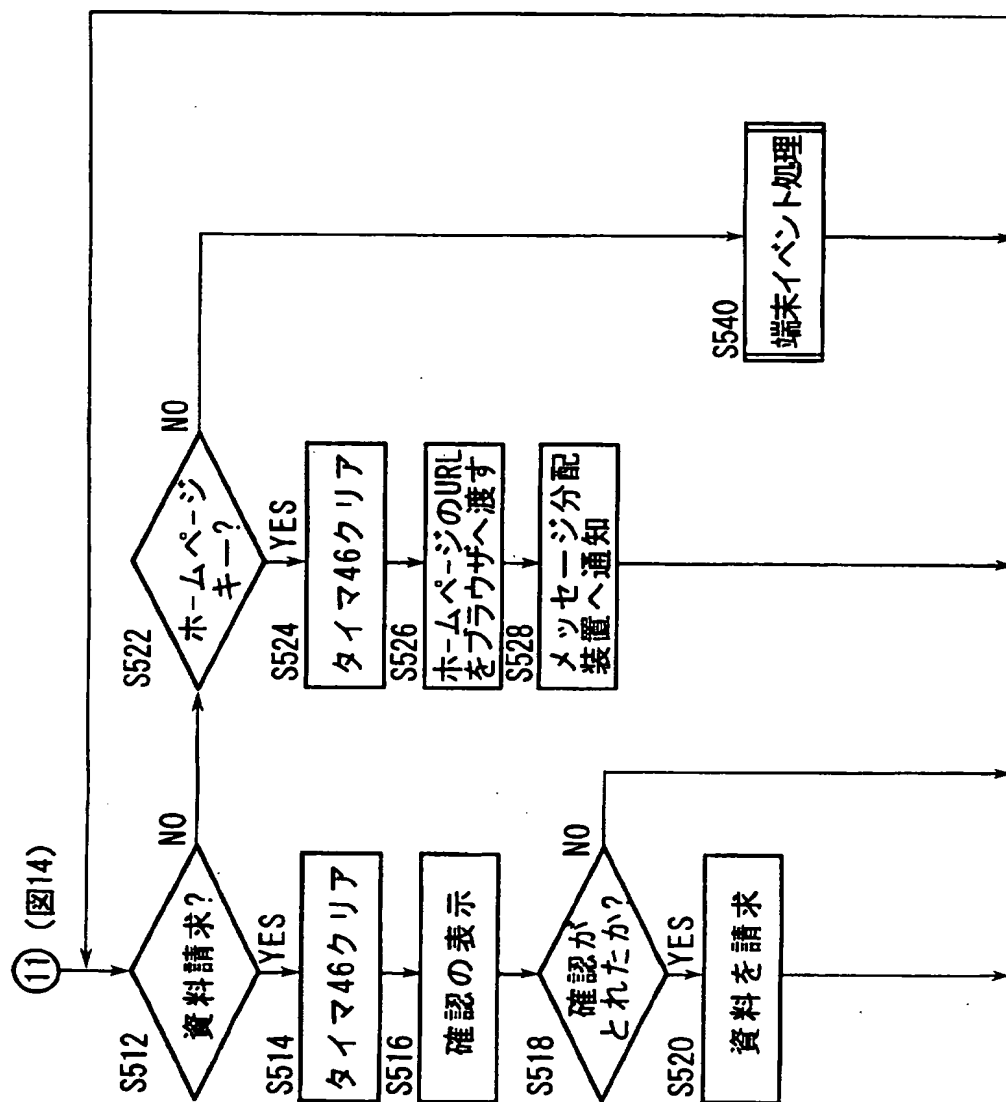 ⑪ (図14)
S512
資料請求?
NO
YES
S514
タイマ46クリア
S516
確認の表示
S518
確認が
とれたか?
NO
YES
S520
資料を請求
S522
ホームページ
キー?
NO
YES
S524
タイマ46クリア
S526
ホームページのURL
をブラウザへ渡す
S528
メッセージ分配
装置へ通知
S540
端末イベント処理